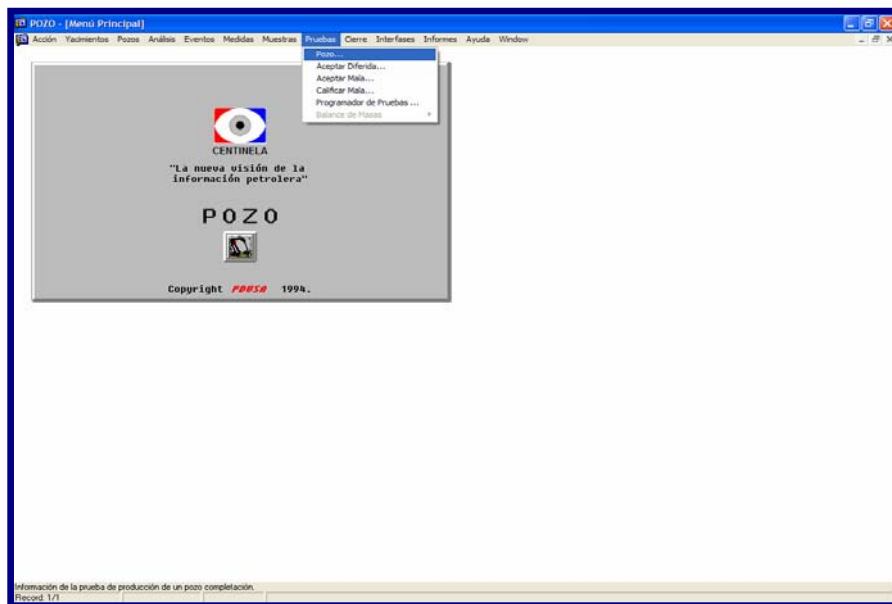 POZO - [Menú Principal]
Acción Yacimientos Pozos Análisis Eventos Medidas Muestras Pruebas Cierre Interfases Informes Ayuda Window
Pozo...
Aceptar Diferida...
Aceptar Mala...
Calificar Mala...
Programador de Pruebas ...
Balance de Masas
CENTINELA
"La nueva visión de la
información petrolera"
POZO
Copyright PDVSA 1994.
Información de la prueba de producción de un pozo completación.
Record: 1/1